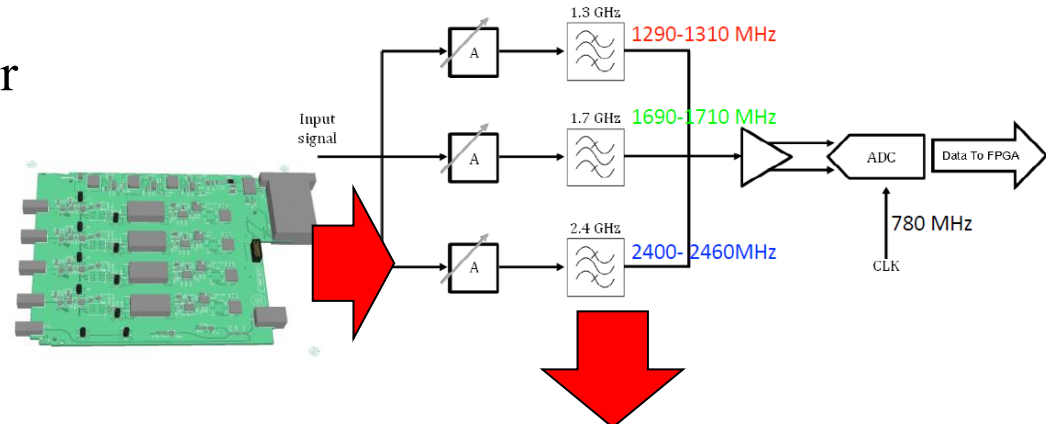 r
Input
signal
A
1.3 GHz
1290-1310 MHz
A
1.7 GHz
1690-1710 MHz
A
2.4 GHz
2400- 2460MHz
ADC
Data To FPGA
780 MHz
CLK